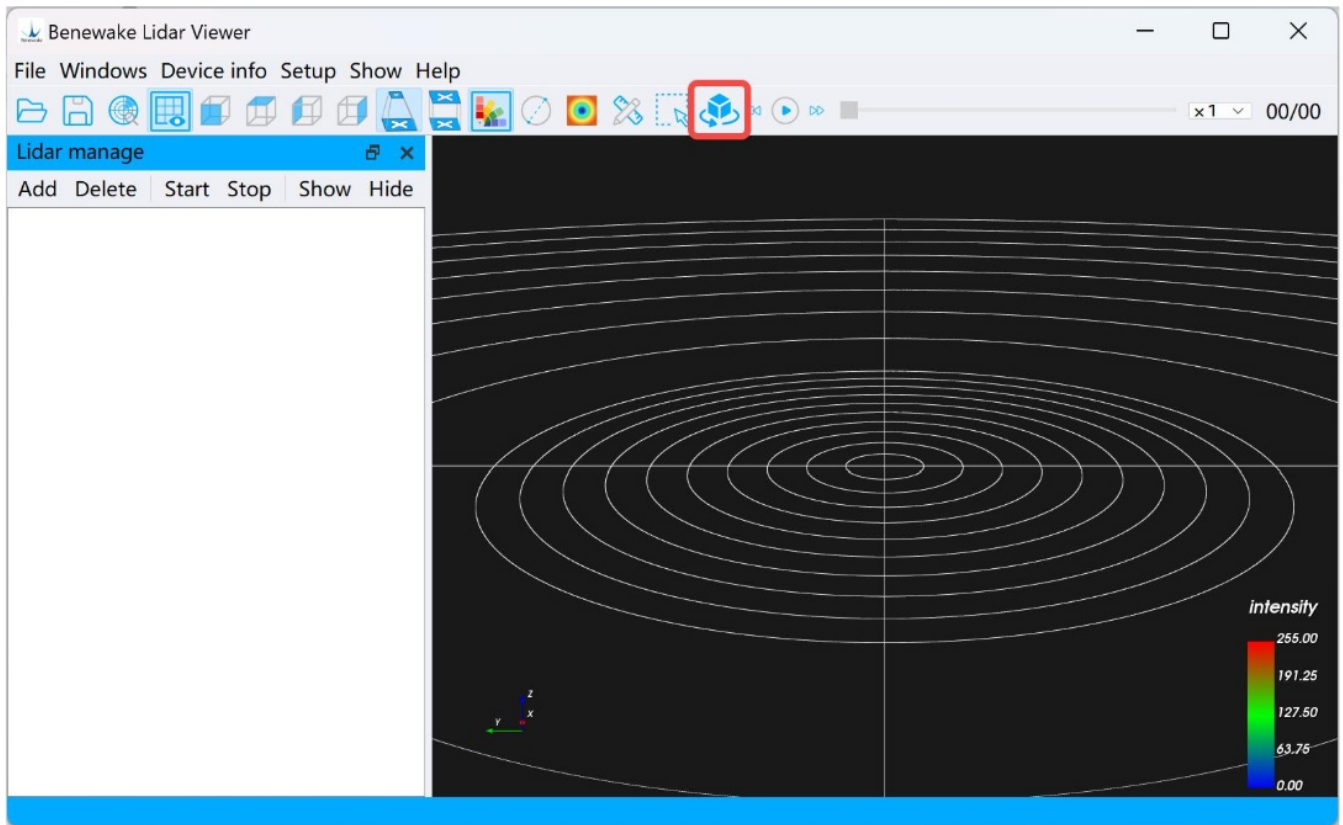 Benewake Lidar Viewer
File Windows Device info Setup Show Help
x1 00/00
Lidar manage
Add Delete Start Stop Show Hide
intensity
255.00
191.25
127.50
63.75
0.00
Z
X
Y